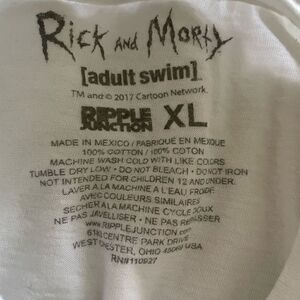 Rick and Morty
[adult swim]
TM and © 2017 Cartoon Network.
RIPPLE JUNCTION XL
MADE IN MEXICO / FABRIQUE EN MEXIQUE
100% COTTON / 100% COTON
MACHINE WASH COLD WITH LIKE COLORS
TUMBLE DRY LOW • DO NOT BLEACH • DO NOT IRON
NOT INTENDED FOR CHILDREN 12 AND UNDER.
LAVER A LA MACHINE A L'EAU FROIDE
AVEC COULEURS SIMILAIRES
SECHER A LA MACHINE CYCLE DOUX
NE PAS JAVELLISER • NE PAS REPASSER
www.RIPPLEJUNCTION.com
CENTRE PARK DRIVE
WEST CHESTER, OHIO 45069 USA
RN#110927